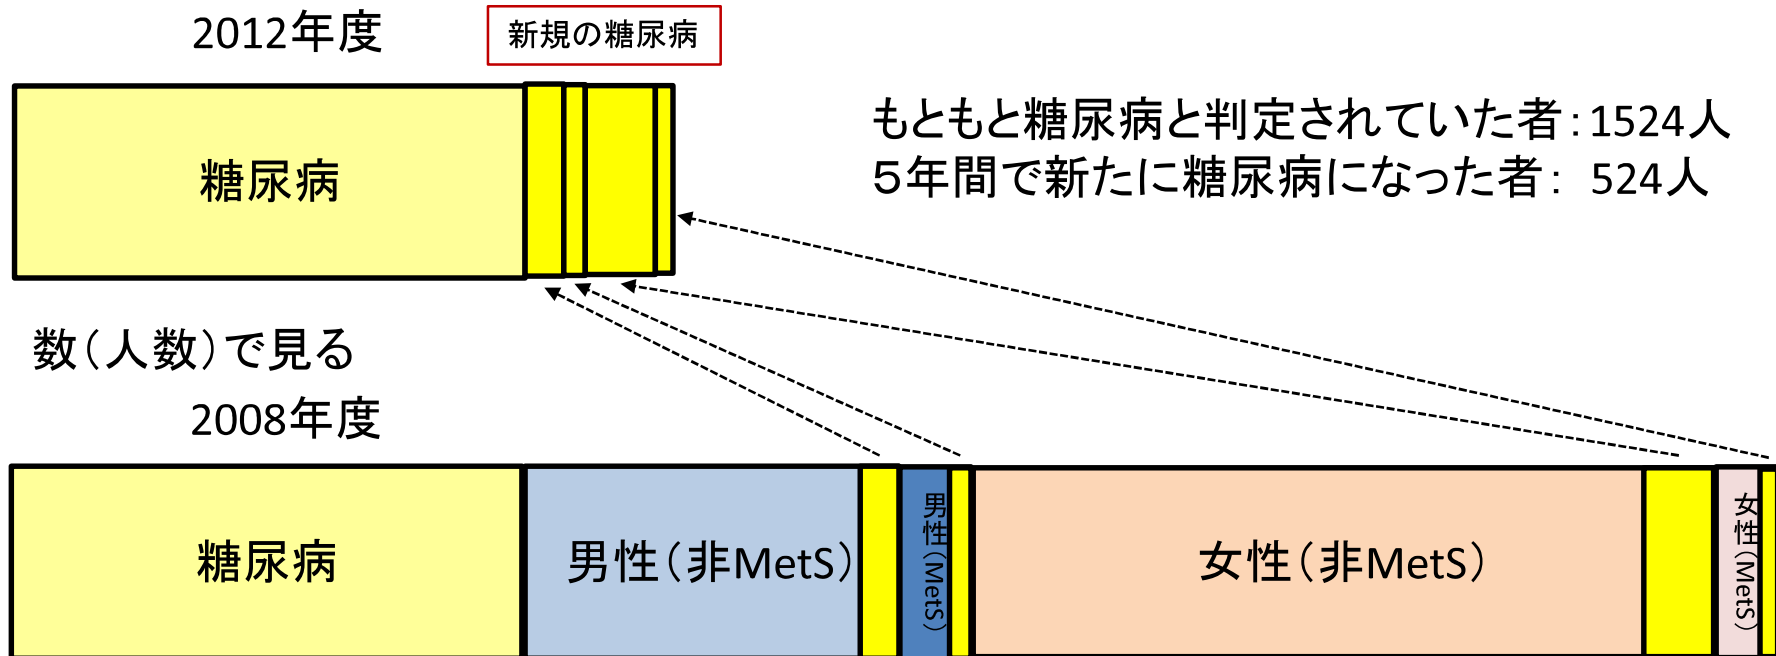 2012年度
新規の糖尿病
糖尿病
もともと糖尿病と判定されていた者：1524人
５年間で新たに糖尿病になった者： 524人
数（人数）で見る
2008年度
糖尿病
男性（非MetS）
男性（MetS）
女性（非MetS）
女性（MetS）